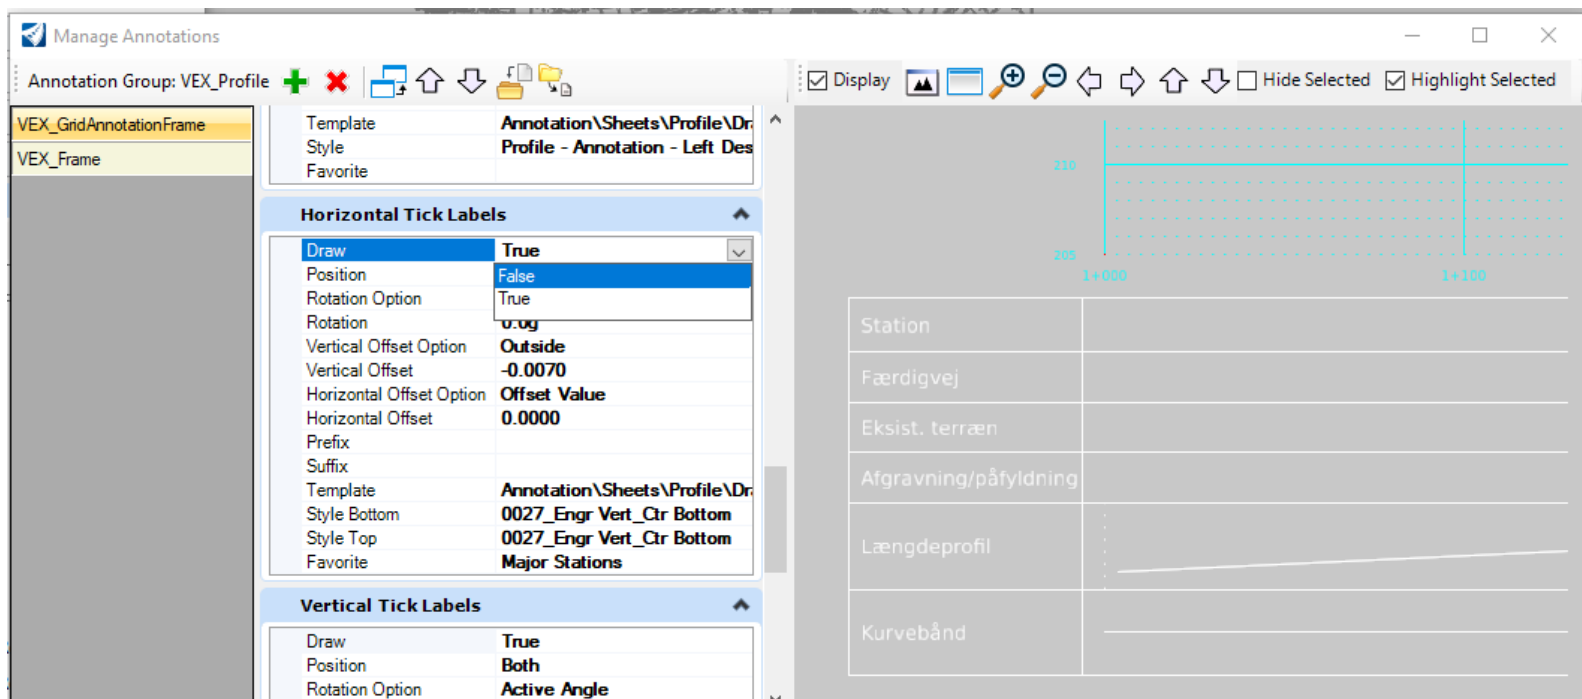 Manage Annotations
Annotation Group: VEX_Profile
Display
Hide Selected
Highlight Selected
VEX_GridAnnotationFrame
VEX_Frame
Template Annotation\Sheets\Profile\Dr
Style Profile - Annotation - Left Des
Favorite
Horizontal Tick Labels
Draw True
Position False
Rotation Option True
Rotation 0.0g
Vertical Offset Option Outside
Vertical Offset -0.0070
Horizontal Offset Option Offset Value
Horizontal Offset 0.0000
Prefix
Suffix
Template Annotation\Sheets\Profile\Dr
Style Bottom 0027_Engr Vert_Ctr Bottom
Style Top 0027_Engr Vert_Ctr Bottom
Favorite Major Stations
Vertical Tick Labels
Draw True
Position Both
Rotation Option Active Angle
210
205
1+000 1+100
Station
Færdigvej
Eksist. terræn
Afgravning/påfyldning
Længdeprofil
Kurvebånd